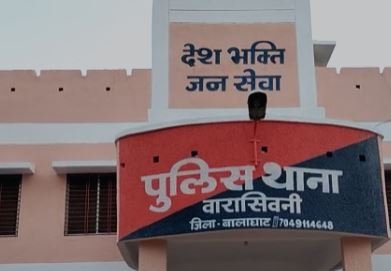 देश भक्ति
जन सेवा
पुलिस थाना
वारासिवनी
जिला - बालाघाट 7049114648